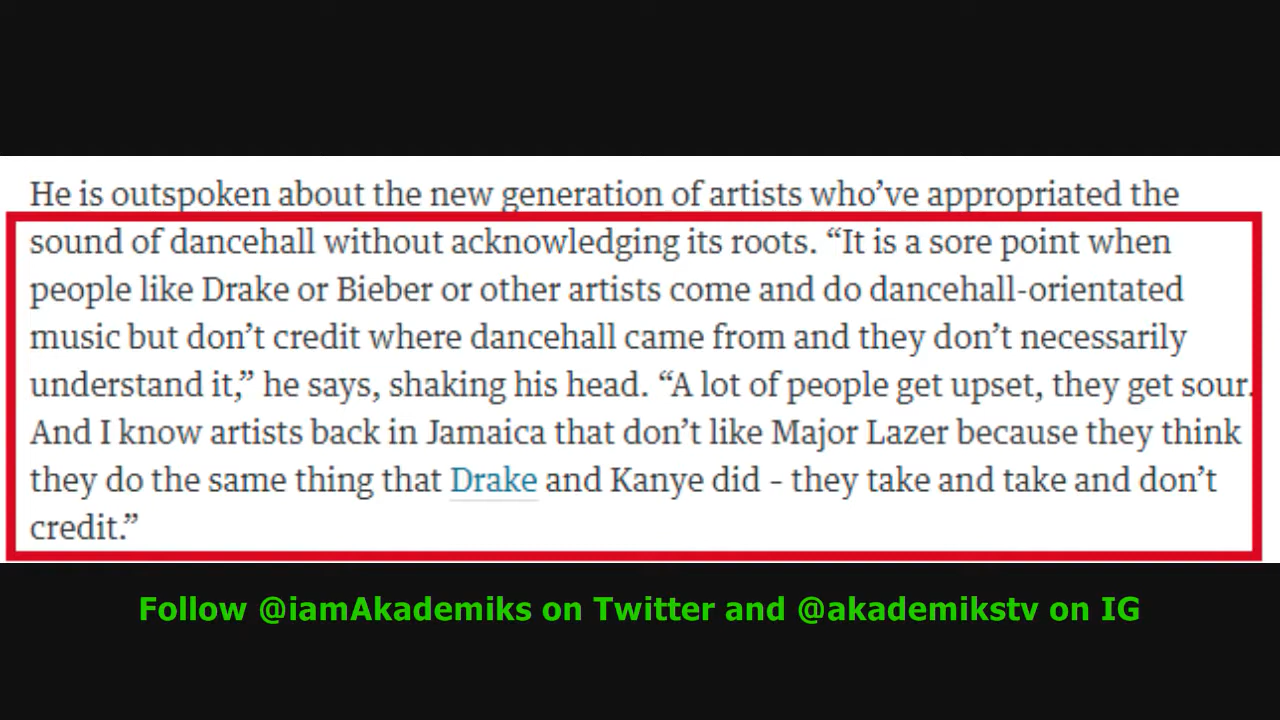 He is outspoken about the new generation of artists who’ve appropriated the
sound of dancehall without acknowledging its roots. “It is a sore point when
people like Drake or Bieber or other artists come and do dancehall-orientated
music but don’t credit where dancehall came from and they don’t necessarily
understand it,” he says, shaking his head. “A lot of people get upset, they get sour.
And I know artists back in Jamaica that don’t like Major Lazer because they think
they do the same thing that Drake and Kanye did – they take and take and don’t
credit.”
Follow @iamAkademiks on Twitter and @akademikstv on IG